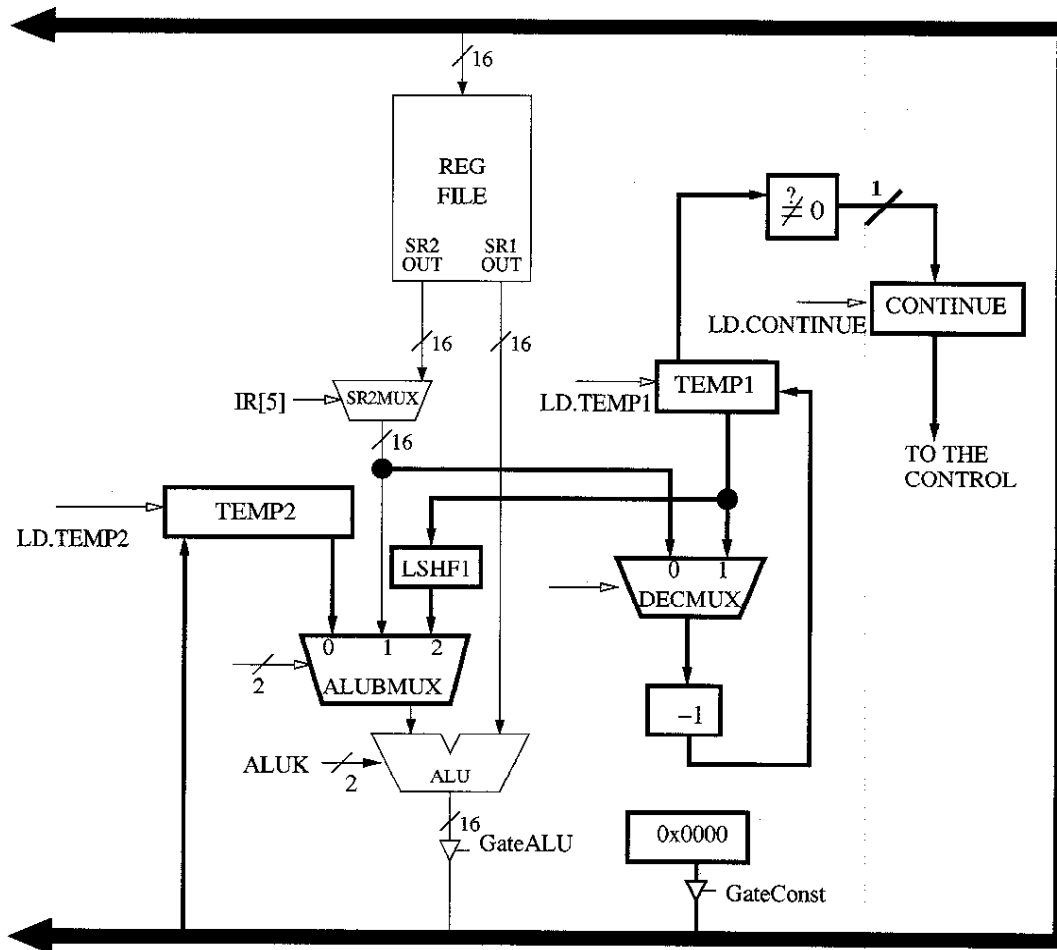 16
REG
FILE
SR2
OUT
SR1
OUT
?
≠ 0
1
LD.CONTINUE
CONTINUE
16
16
IR[5]
SR2MUX
LD.TEMP1
TEMP1
16
TO THE
CONTROL
LD.TEMP2
TEMP2
LSHF1
0 1
DECMUX
0 1 2
2
ALUBMUX
−1
ALUK
2
ALU
16
GateALU
0x0000
GateConst